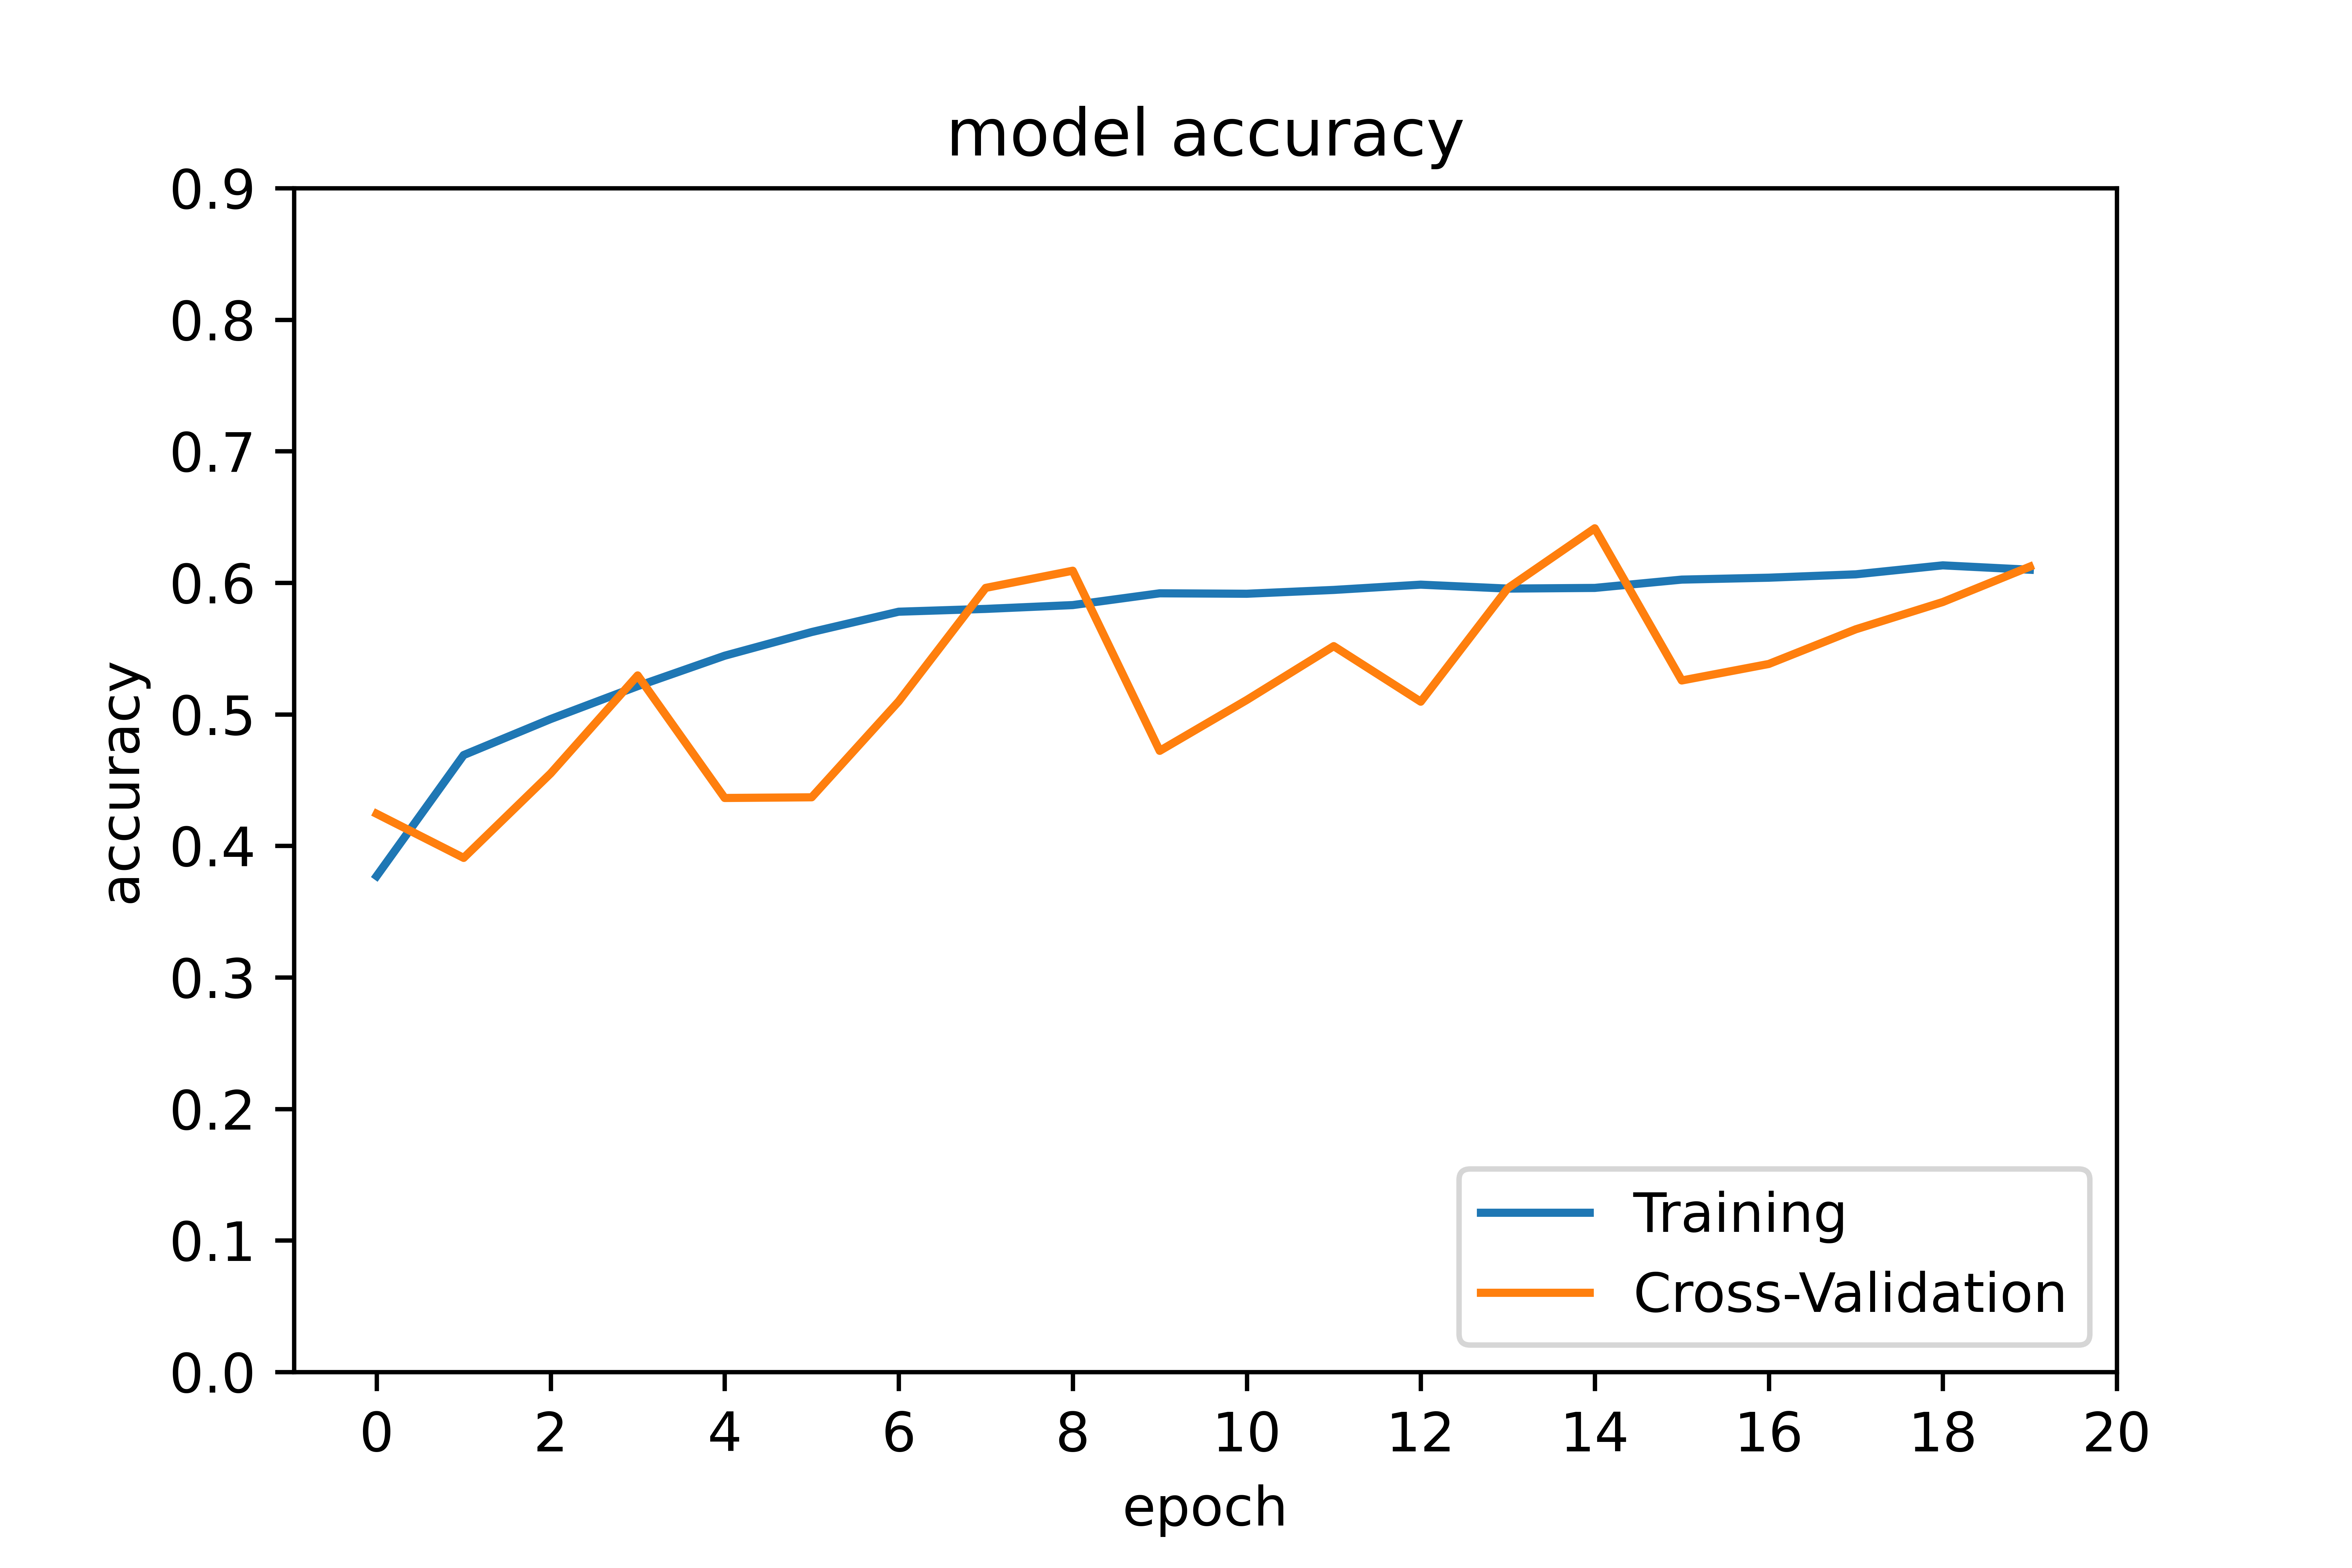 model accuracy
0.9
0.8
0.7
0.6
0.5
0.4
0.3
0.2
0.1
0.0
accuracy
Training
Cross-Validation
0 2 4 6 8 10 12 14 16 18 20
epoch